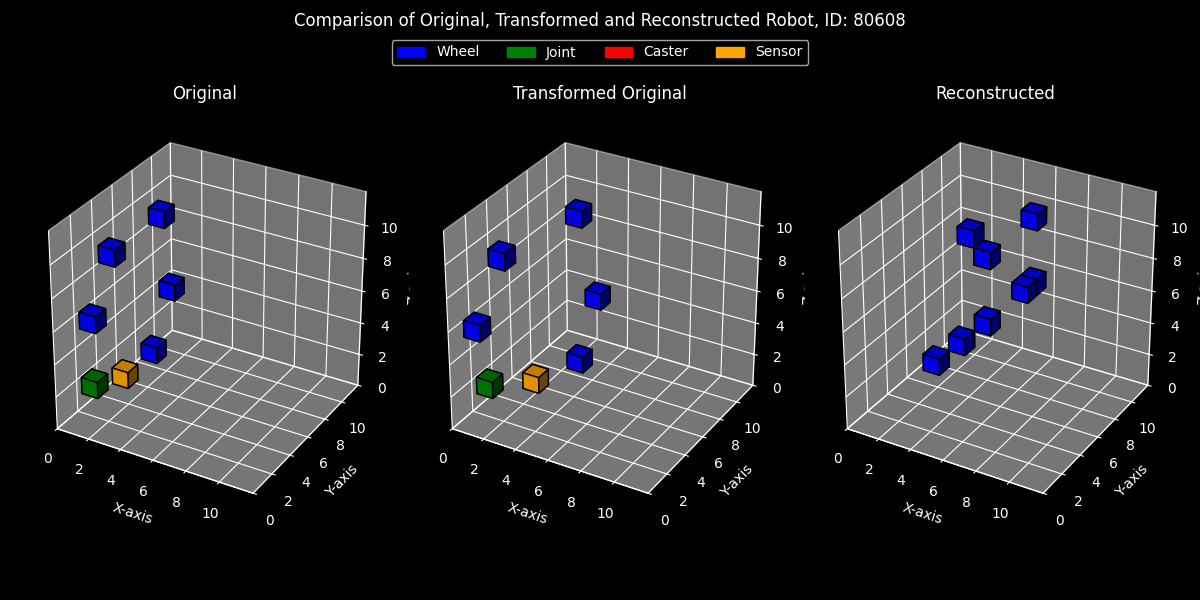 Comparison of Original, Transformed and Reconstructed Robot, ID: 80608
Wheel Joint Caster Sensor
Original Transformed Original Reconstructed
10 8 6 4 2 0
0 2 4 6 8 10
X-axis
0 2 4 6 8 10
Y-axis
10 8 6 4 2 0
0 2 4 6 8 10
X-axis
0 2 4 6 8 10
Y-axis
10 8 6 4 2 0
0 2 4 6 8 10
X-axis
0 2 4 6 8 10
Y-axis